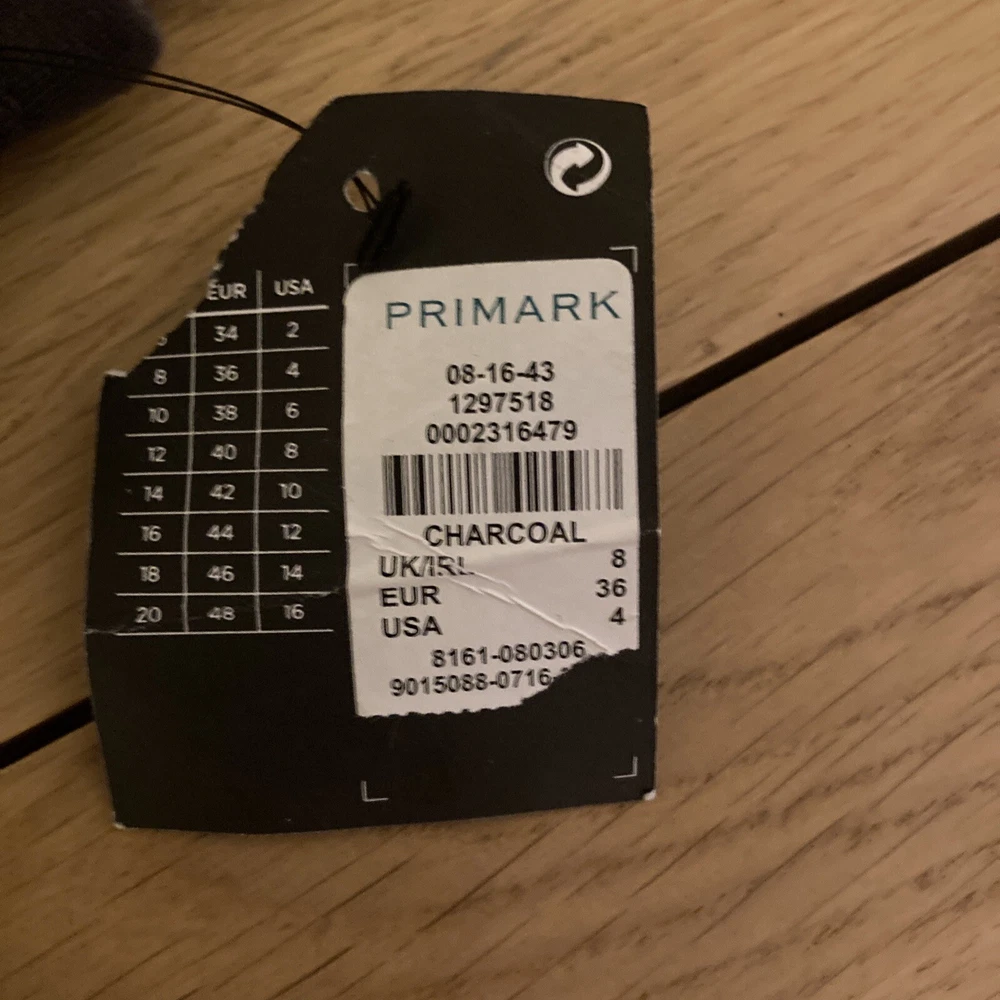 EUR USA
34 2
8 36 4
10 38 6
12 40 8
14 42 10
16 44 12
18 46 14
20 48 16
PRIMARK
08-16-43
1297518
0002316479
CHARCOAL
UK/IRL 8
EUR 36
USA 4
8161-080306
9015088-0716-